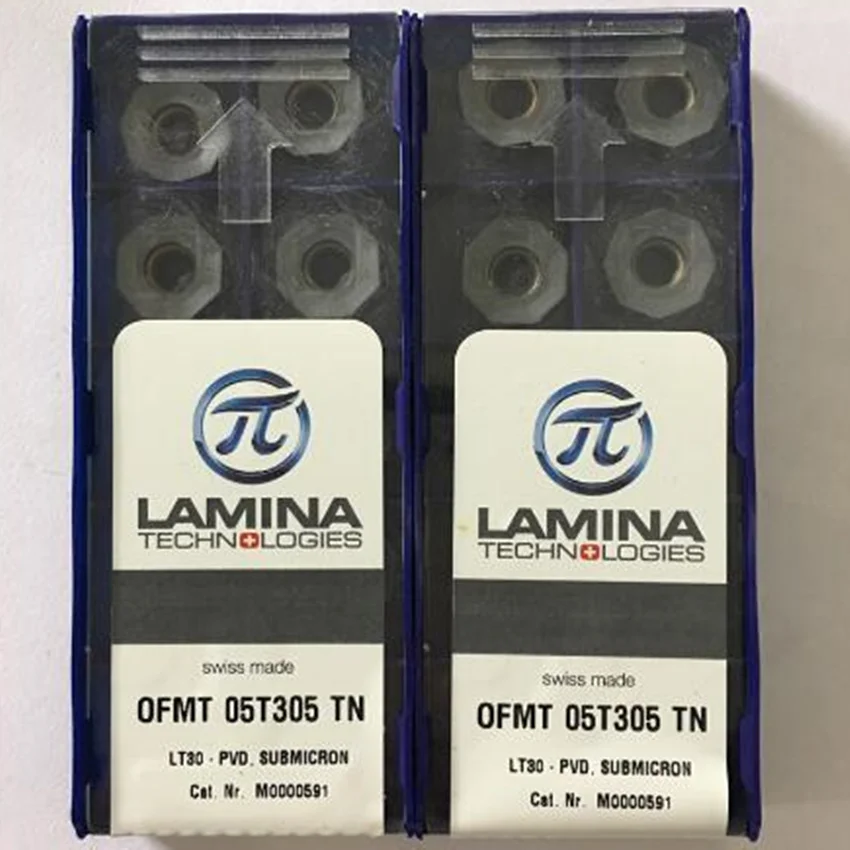 π
LAMINA
TECHNOLOGIES
swiss made
OFMT 05T305 TN
LT30 - PVD, SUBMICRON
Cat. Nr. M0000591
π
LAMINA
TECHNOLOGIES
swiss made
OFMT 05T305 TN
LT30 - PVD, SUBMICRON
Cat. Nr. M0000591